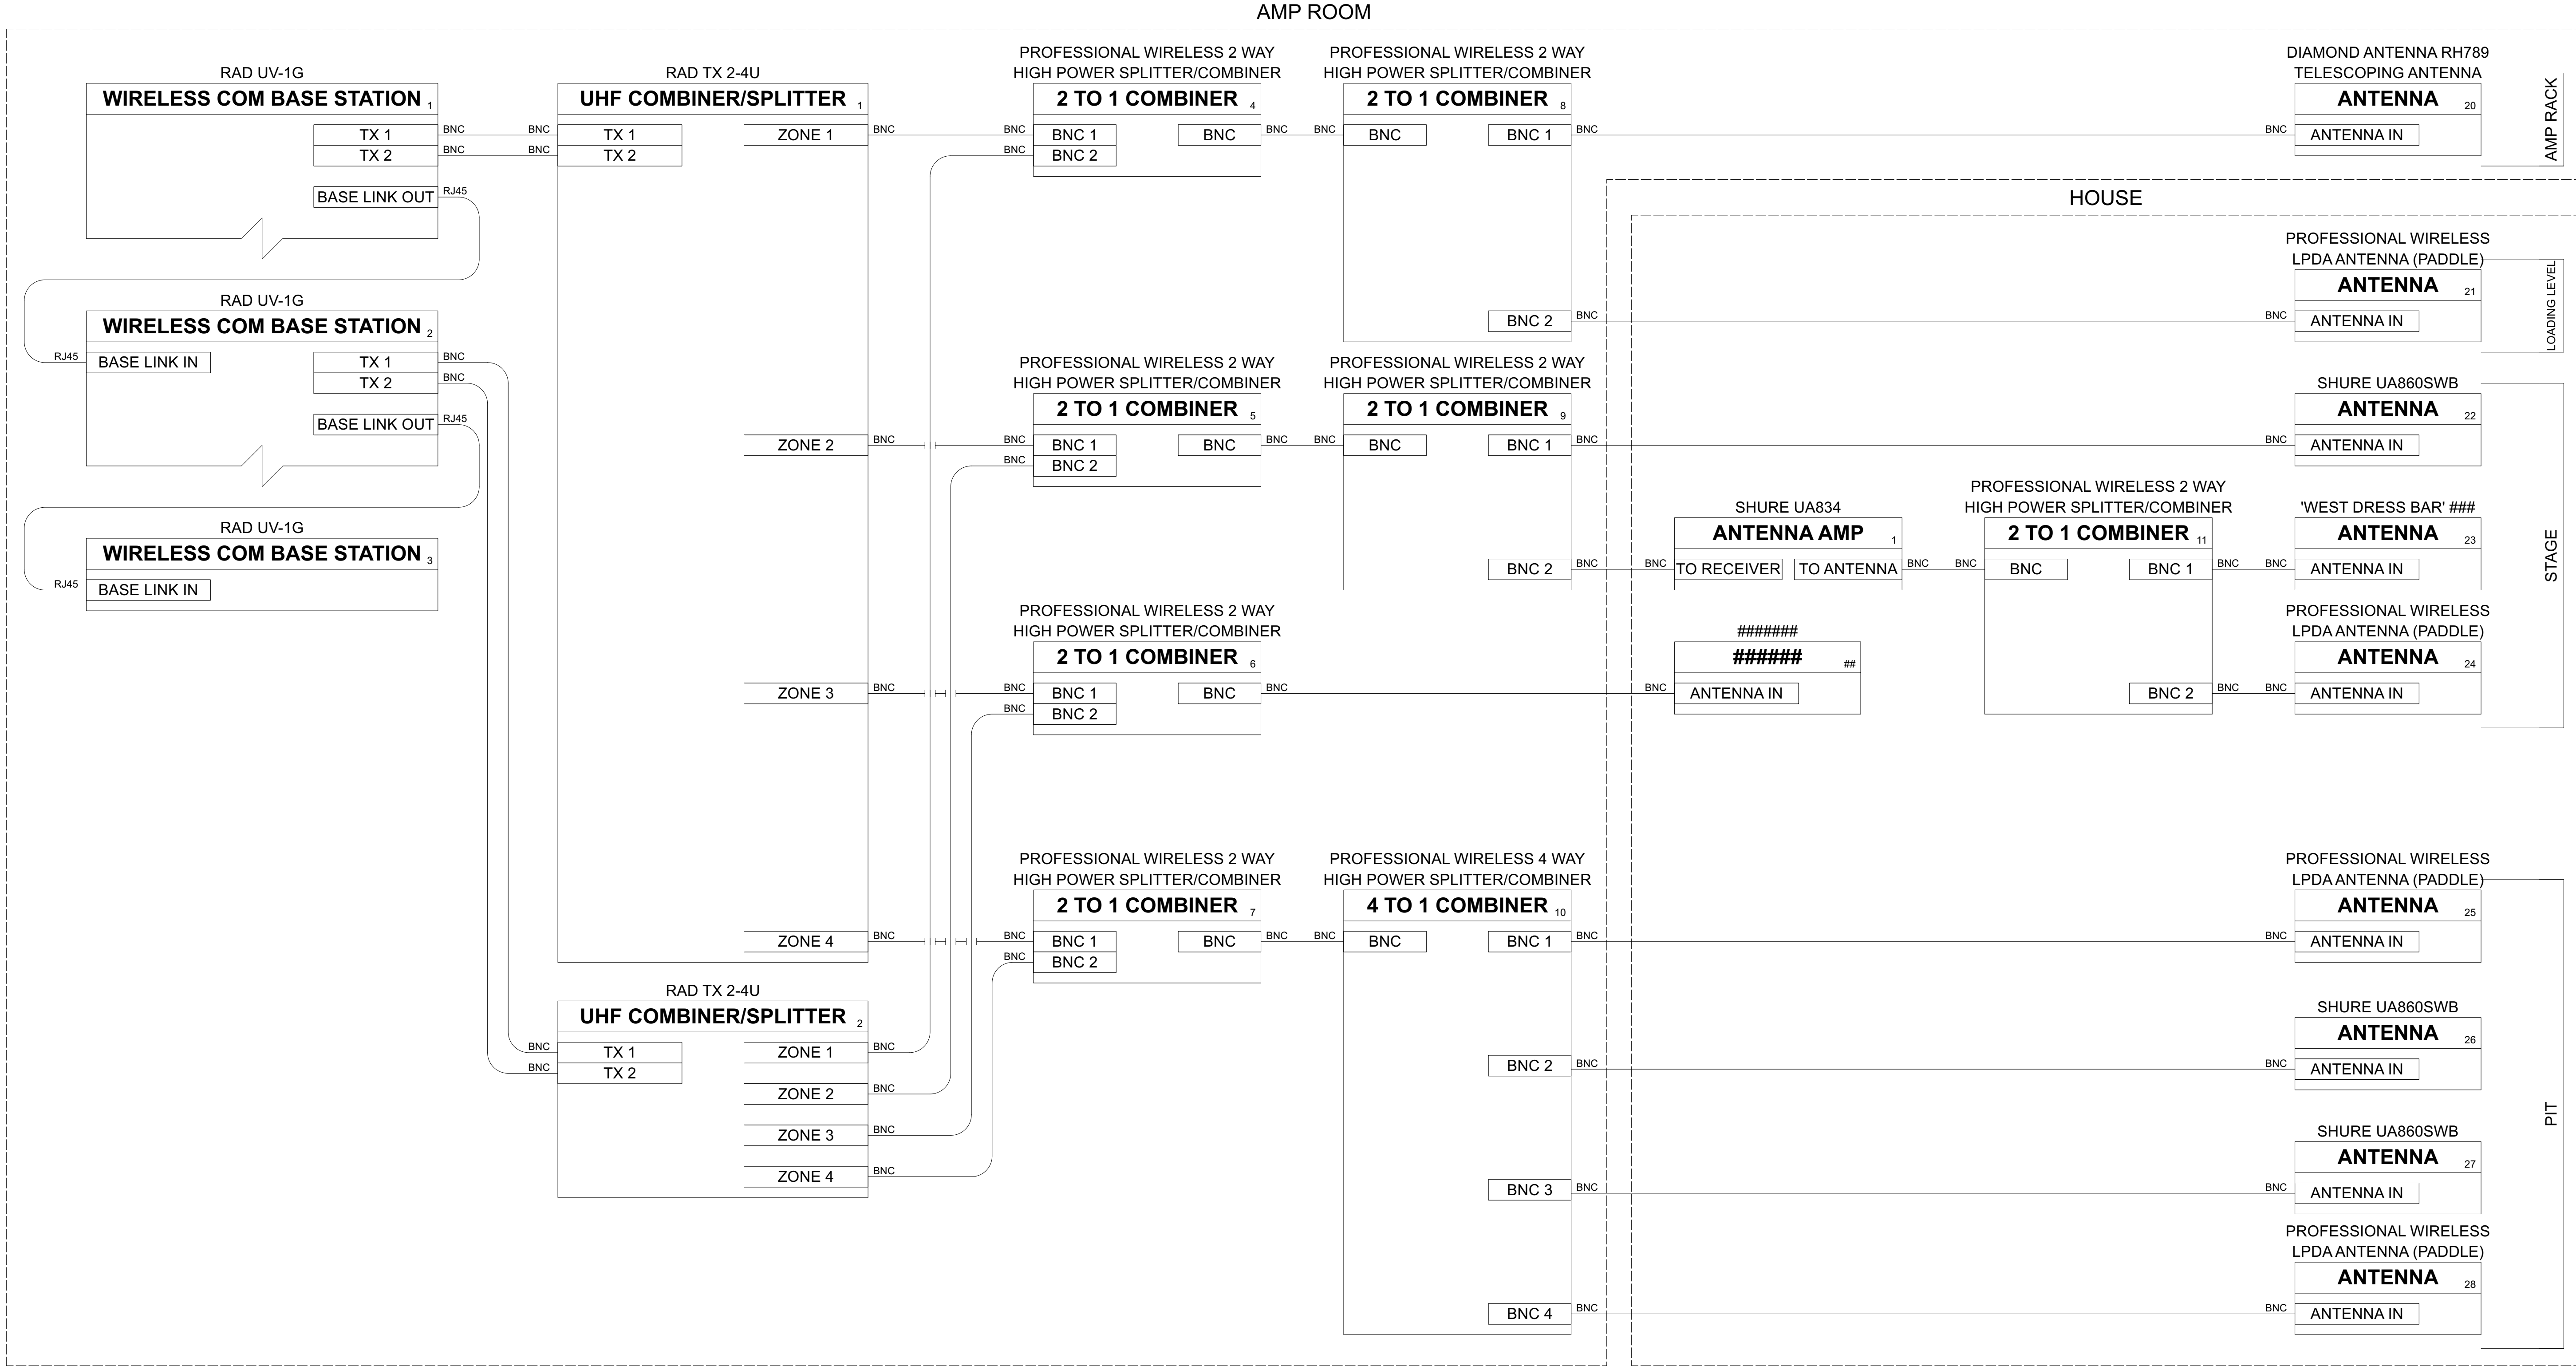 AMP ROOM
RAD UV-1G
WIRELESS COM BASE STATION 1
TX 1 BNC
TX 2 BNC
BASE LINK OUT RJ45
RAD UV-1G
WIRELESS COM BASE STATION 2
RJ45 BASE LINK IN TX 1 BNC
TX 2 BNC
BASE LINK OUT RJ45
RAD UV-1G
WIRELESS COM BASE STATION 3
RJ45 BASE LINK IN
RAD TX 2-4U
UHF COMBINER/SPLITTER 1
BNC TX 1 ZONE 1 BNC
BNC TX 2
ZONE 2 BNC
ZONE 3 BNC
ZONE 4 BNC
RAD TX 2-4U
UHF COMBINER/SPLITTER 2
BNC TX 1 ZONE 1 BNC
BNC TX 2
ZONE 2 BNC
ZONE 3 BNC
ZONE 4 BNC
PROFESSIONAL WIRELESS 2 WAY
HIGH POWER SPLITTER/COMBINER
2 TO 1 COMBINER 4
BNC BNC 1 BNC BNC
BNC BNC 2
PROFESSIONAL WIRELESS 2 WAY
HIGH POWER SPLITTER/COMBINER
2 TO 1 COMBINER 5
BNC BNC 1 BNC BNC
BNC BNC 2
PROFESSIONAL WIRELESS 2 WAY
HIGH POWER SPLITTER/COMBINER
2 TO 1 COMBINER 6
BNC BNC 1 BNC BNC
BNC BNC 2
PROFESSIONAL WIRELESS 2 WAY
HIGH POWER SPLITTER/COMBINER
2 TO 1 COMBINER 7
BNC BNC 1 BNC BNC
BNC BNC 2
PROFESSIONAL WIRELESS 2 WAY
HIGH POWER SPLITTER/COMBINER
2 TO 1 COMBINER 8
BNC BNC BNC 1 BNC
BNC 2 BNC
PROFESSIONAL WIRELESS 2 WAY
HIGH POWER SPLITTER/COMBINER
2 TO 1 COMBINER 9
BNC BNC BNC 1 BNC
BNC 2 BNC
PROFESSIONAL WIRELESS 4 WAY
HIGH POWER SPLITTER/COMBINER
4 TO 1 COMBINER 10
BNC BNC BNC 1 BNC
BNC 2 BNC
BNC 3 BNC
BNC 4 BNC
HOUSE
SHURE UA834
ANTENNA AMP 1
BNC TO RECEIVER TO ANTENNA BNC
#######
###### ##
BNC ANTENNA IN
PROFESSIONAL WIRELESS 2 WAY
HIGH POWER SPLITTER/COMBINER
2 TO 1 COMBINER 11
BNC BNC BNC 1 BNC
BNC 2 BNC
DIAMOND ANTENNA RH789
TELESCOPING ANTENNA
ANTENNA 20
BNC ANTENNA IN
AMP RACK
PROFESSIONAL WIRELESS
LPDA ANTENNA (PADDLE)
ANTENNA 21
BNC ANTENNA IN
LOADING LEVEL
SHURE UA860SWB
ANTENNA 22
BNC ANTENNA IN
'WEST DRESS BAR' ###
ANTENNA 23
BNC ANTENNA IN
PROFESSIONAL WIRELESS
LPDA ANTENNA (PADDLE)
ANTENNA 24
BNC ANTENNA IN
STAGE
PROFESSIONAL WIRELESS
LPDA ANTENNA (PADDLE)
ANTENNA 25
BNC ANTENNA IN
SHURE UA860SWB
ANTENNA 26
BNC ANTENNA IN
SHURE UA860SWB
ANTENNA 27
BNC ANTENNA IN
PROFESSIONAL WIRELESS
LPDA ANTENNA (PADDLE)
ANTENNA 28
BNC ANTENNA IN
PIT